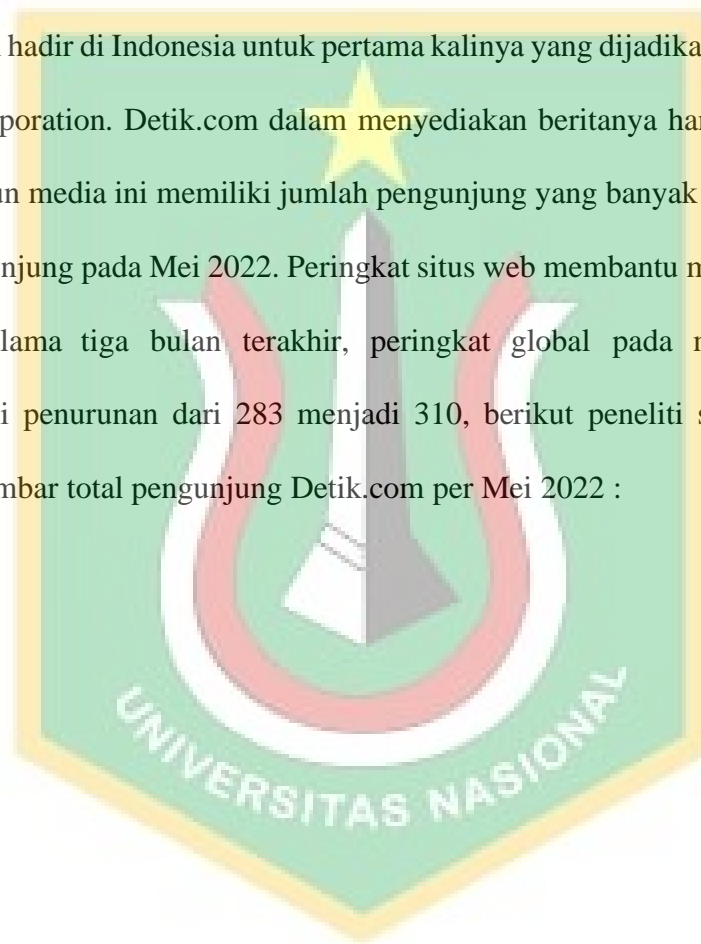 hadir di Indonesia untuk pertama kalinya yang dijadika
poration. Detik.com dalam menyediakan beritanya har
un media ini memiliki jumlah pengunjung yang banyak
njung pada Mei 2022. Peringkat situs web membantu m
lama tiga bulan terakhir, peringkat global pada m
i penurunan dari 283 menjadi 310, berikut peneliti s
mbar total pengunjung Detik.com per Mei 2022 :
UNIVERSITAS NASIONAL